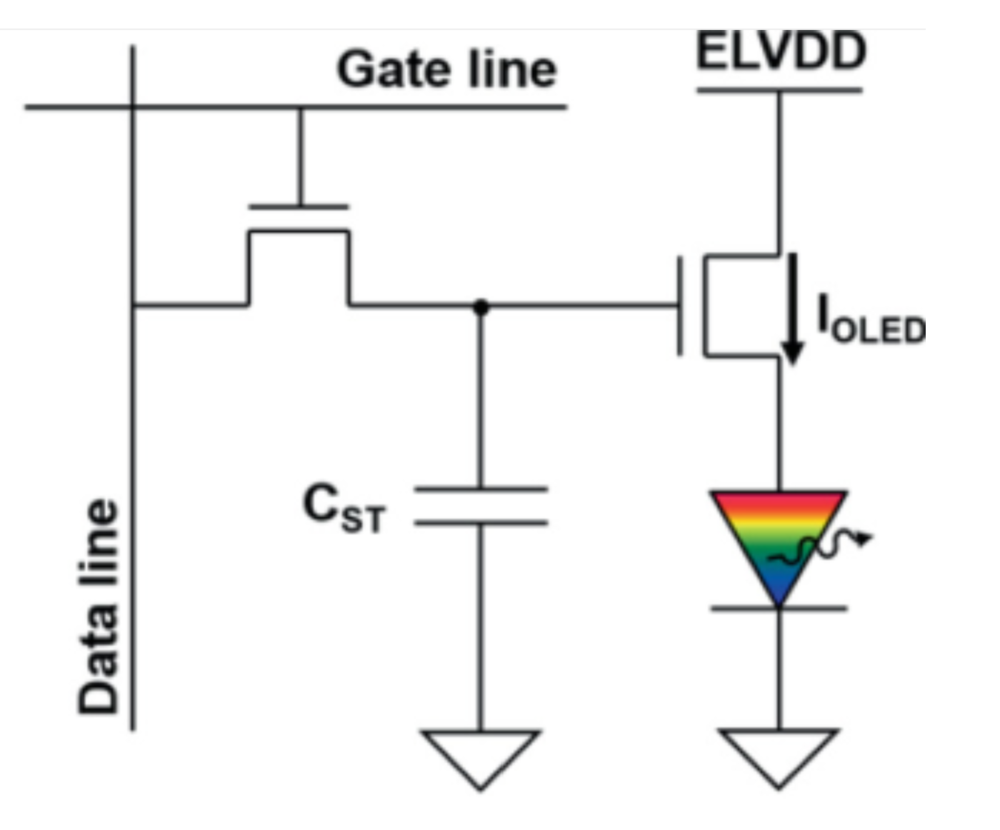 Gate line
ELVDD
IOLED
CST
Data line